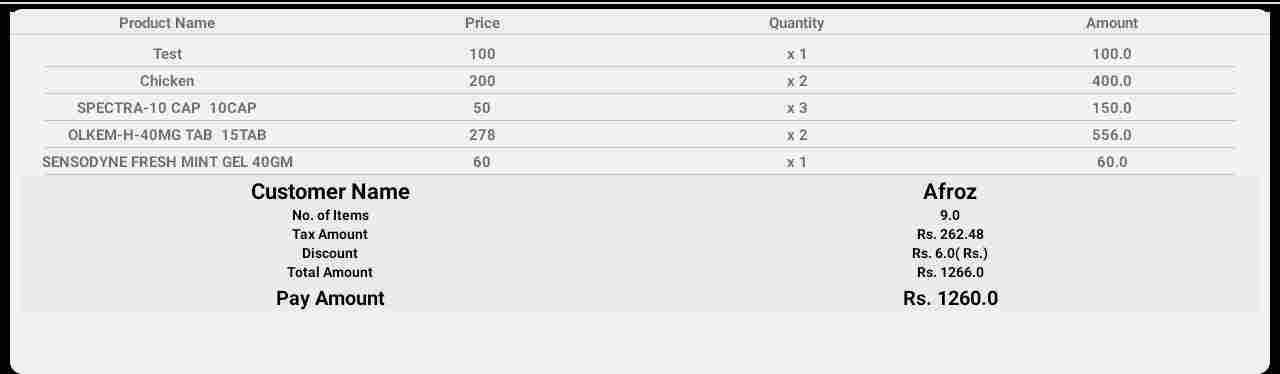 Product Name Price Quantity Amount
Test 100 x 1 100.0
Chicken 200 x 2 400.0
SPECTRA-10 CAP  10CAP 50 x 3 150.0
OLKEM-H-40MG TAB  15TAB 278 x 2 556.0
SENSODYNE FRESH MINT GEL 40GM 60 x 1 60.0
Customer Name Afroz
No. of Items 9.0
Tax Amount Rs. 262.48
Discount Rs. 6.0( Rs.)
Total Amount Rs. 1266.0
Pay Amount Rs. 1260.0